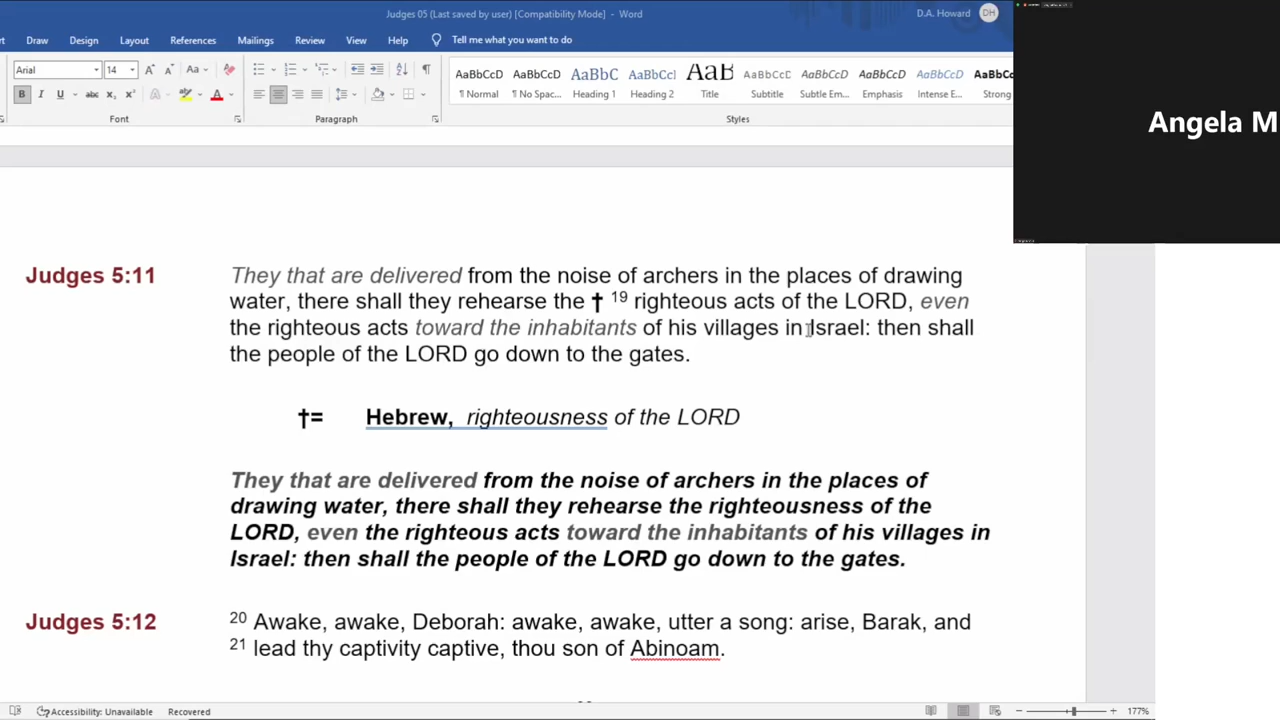 Judges 05 (Last saved by user) [Compatibility Mode] - Word
D.A. Howard DH
Draw Design Layout References Mailings Review View Help Tell me what you want to do
Arial 14 Aa
B I U abc x₂ x² A A
Font Paragraph Styles
AaBbCcD AaBbCcD AaBbC AaBbCcl AaB AaBbCcD AaBbCcD AaBbCcD AaBbCcD AaBbCc
¶ Normal ¶ No Spac... Heading 1 Heading 2 Title Subtitle Subtle Em... Emphasis Intense E... Strong
Angela M
Judges 5:11 They that are delivered from the noise of archers in the places of drawing
water, there shall they rehearse the † 19 righteous acts of the LORD, even
the righteous acts toward the inhabitants of his villages in Israel: then shall
the people of the LORD go down to the gates.
†= Hebrew, righteousness of the LORD
They that are delivered from the noise of archers in the places of
drawing water, there shall they rehearse the righteousness of the
LORD, even the righteous acts toward the inhabitants of his villages in
Israel: then shall the people of the LORD go down to the gates.
Judges 5:12 20 Awake, awake, Deborah: awake, awake, utter a song: arise, Barak, and
21 lead thy captivity captive, thou son of Abinoam.
Accessibility: Unavailable Recovered 177%